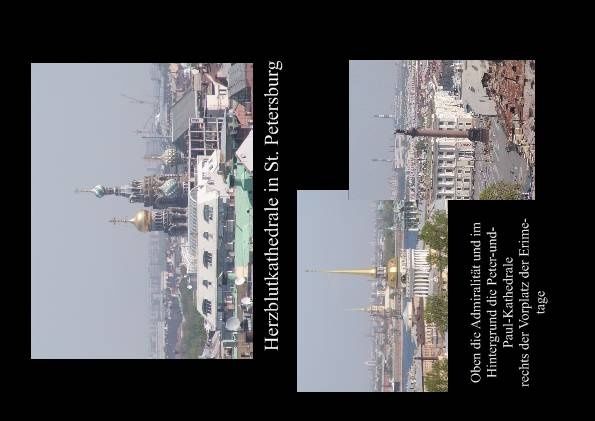 Herzblutkathedrale in St. Petersburg
Oben die Admiralität und im
Hintergrund die Peter-und-
Paul-Kathedrale
rechts der Vorplatz der Erime-
tage